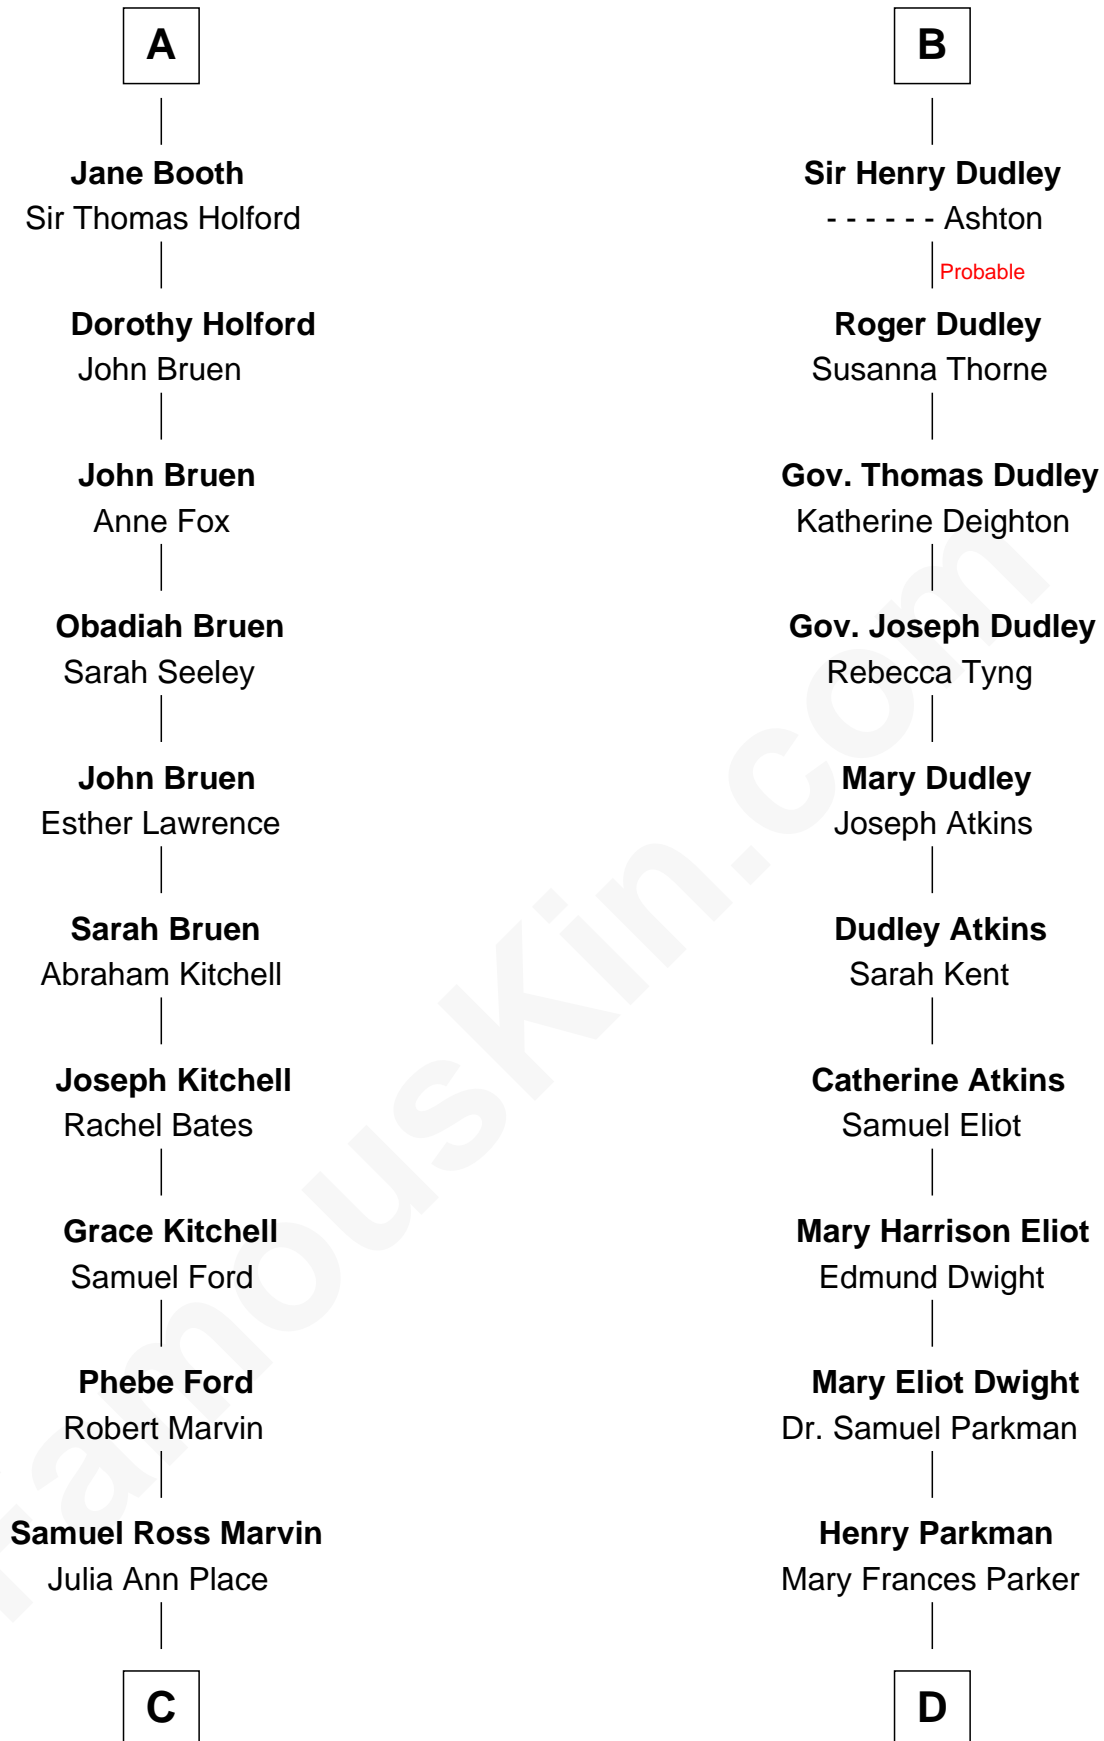 A
Jane Booth
Sir Thomas Holford
Dorothy Holford
John Bruen
John Bruen
Anne Fox
Obadiah Bruen
Sarah Seeley
John Bruen
Esther Lawrence
Sarah Bruen
Abraham Kitchell
Joseph Kitchell
Rachel Bates
Grace Kitchell
Samuel Ford
Phebe Ford
Robert Marvin
Samuel Ross Marvin
Julia Ann Place
C
B
Sir Henry Dudley
- - - - - - Ashton
Probable
Roger Dudley
Susanna Thorne
Gov. Thomas Dudley
Katherine Deighton
Gov. Joseph Dudley
Rebecca Tyng
Mary Dudley
Joseph Atkins
Dudley Atkins
Sarah Kent
Catherine Atkins
Samuel Eliot
Mary Harrison Eliot
Edmund Dwight
Mary Eliot Dwight
Dr. Samuel Parkman
Henry Parkman
Mary Frances Parker
D
FamousKin.com